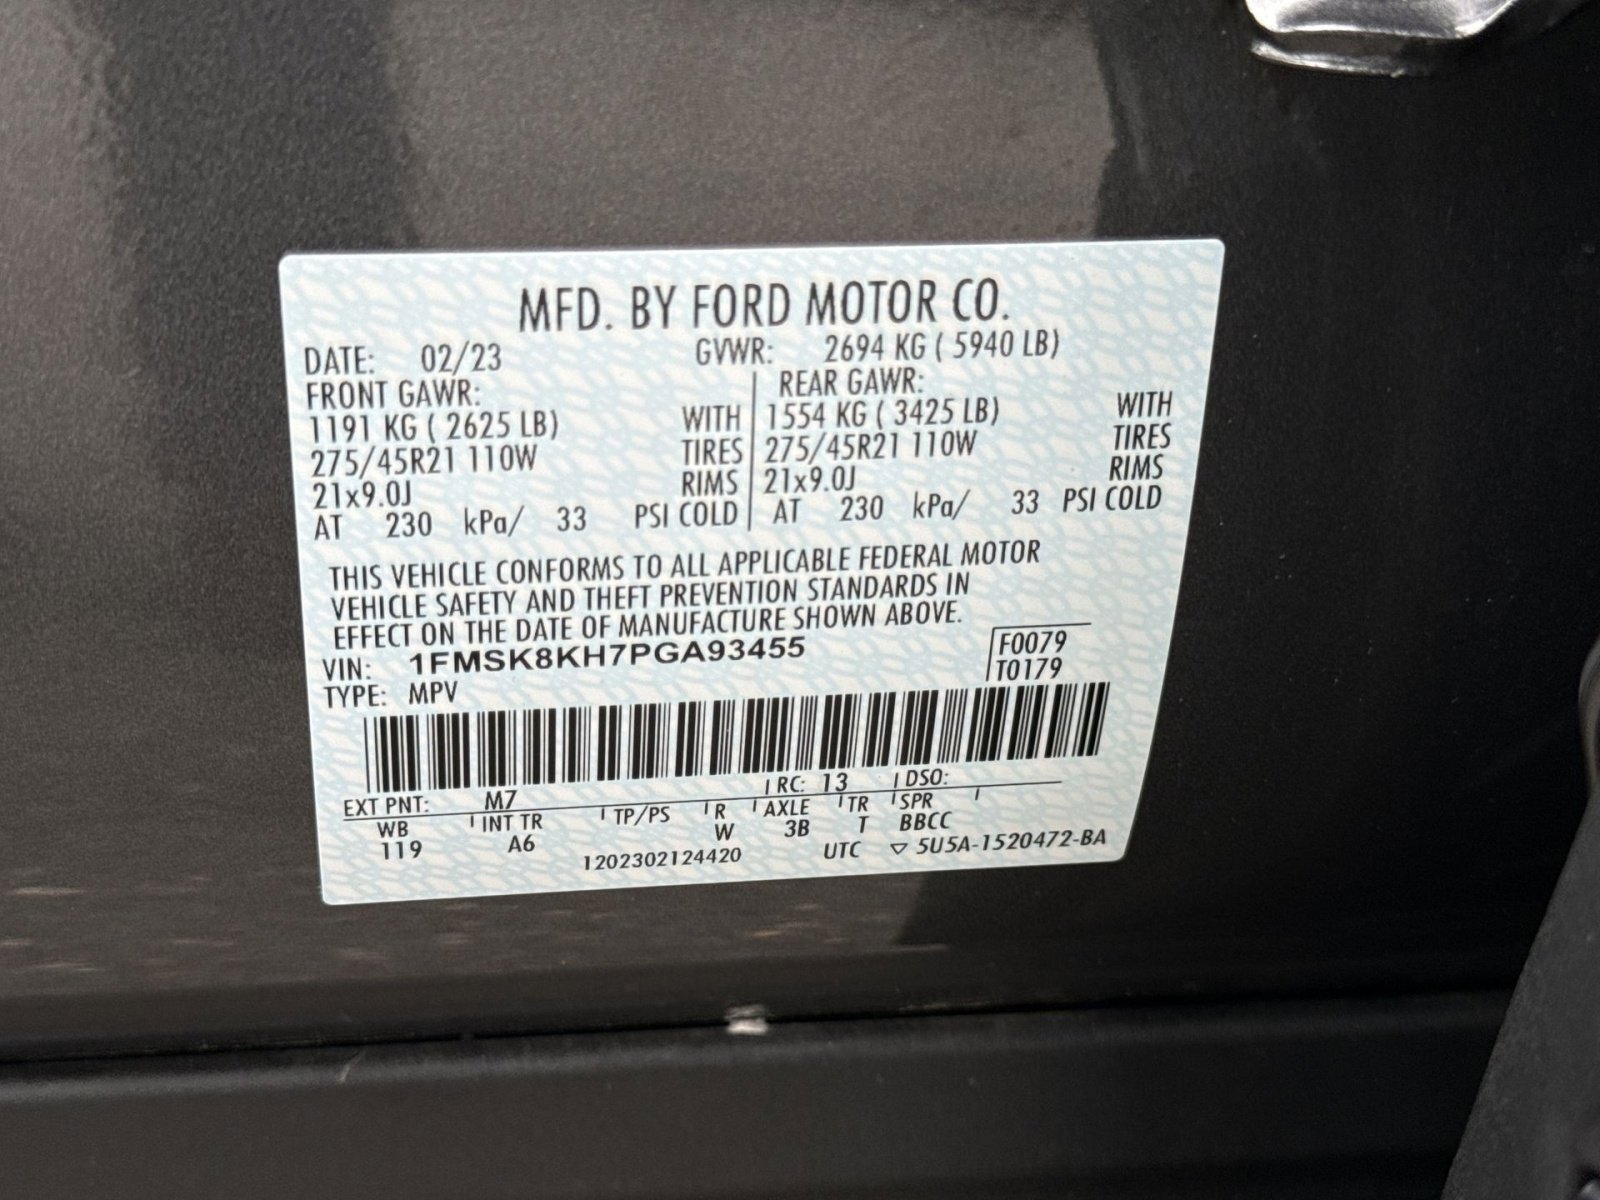 MFD. BY FORD MOTOR CO.
DATE: 02/23 GVWR: 2694 KG ( 5940 LB)
FRONT GAWR: REAR GAWR:
1191 KG ( 2625 LB) WITH 1554 KG ( 3425 LB) WITH
275/45R21 110W TIRES 275/45R21 110W TIRES
21x9.0J RIMS 21x9.0J RIMS
AT 230 kPa/ 33 PSI COLD AT 230 kPa/ 33 PSI COLD
THIS VEHICLE CONFORMS TO ALL APPLICABLE FEDERAL MOTOR
VEHICLE SAFETY AND THEFT PREVENTION STANDARDS IN
EFFECT ON THE DATE OF MANUFACTURE SHOWN ABOVE.
VIN: 1FMSK8KH7PGA93455 F0079
TYPE: MPV T0179
EXT PNT: M7 RC: 13 DSO:
WB INT TR TP/PS R AXLE TR SPR
119 A6 W 3B T BBCC
1202302124420 UTC ▽ 5U5A-1520472-BA